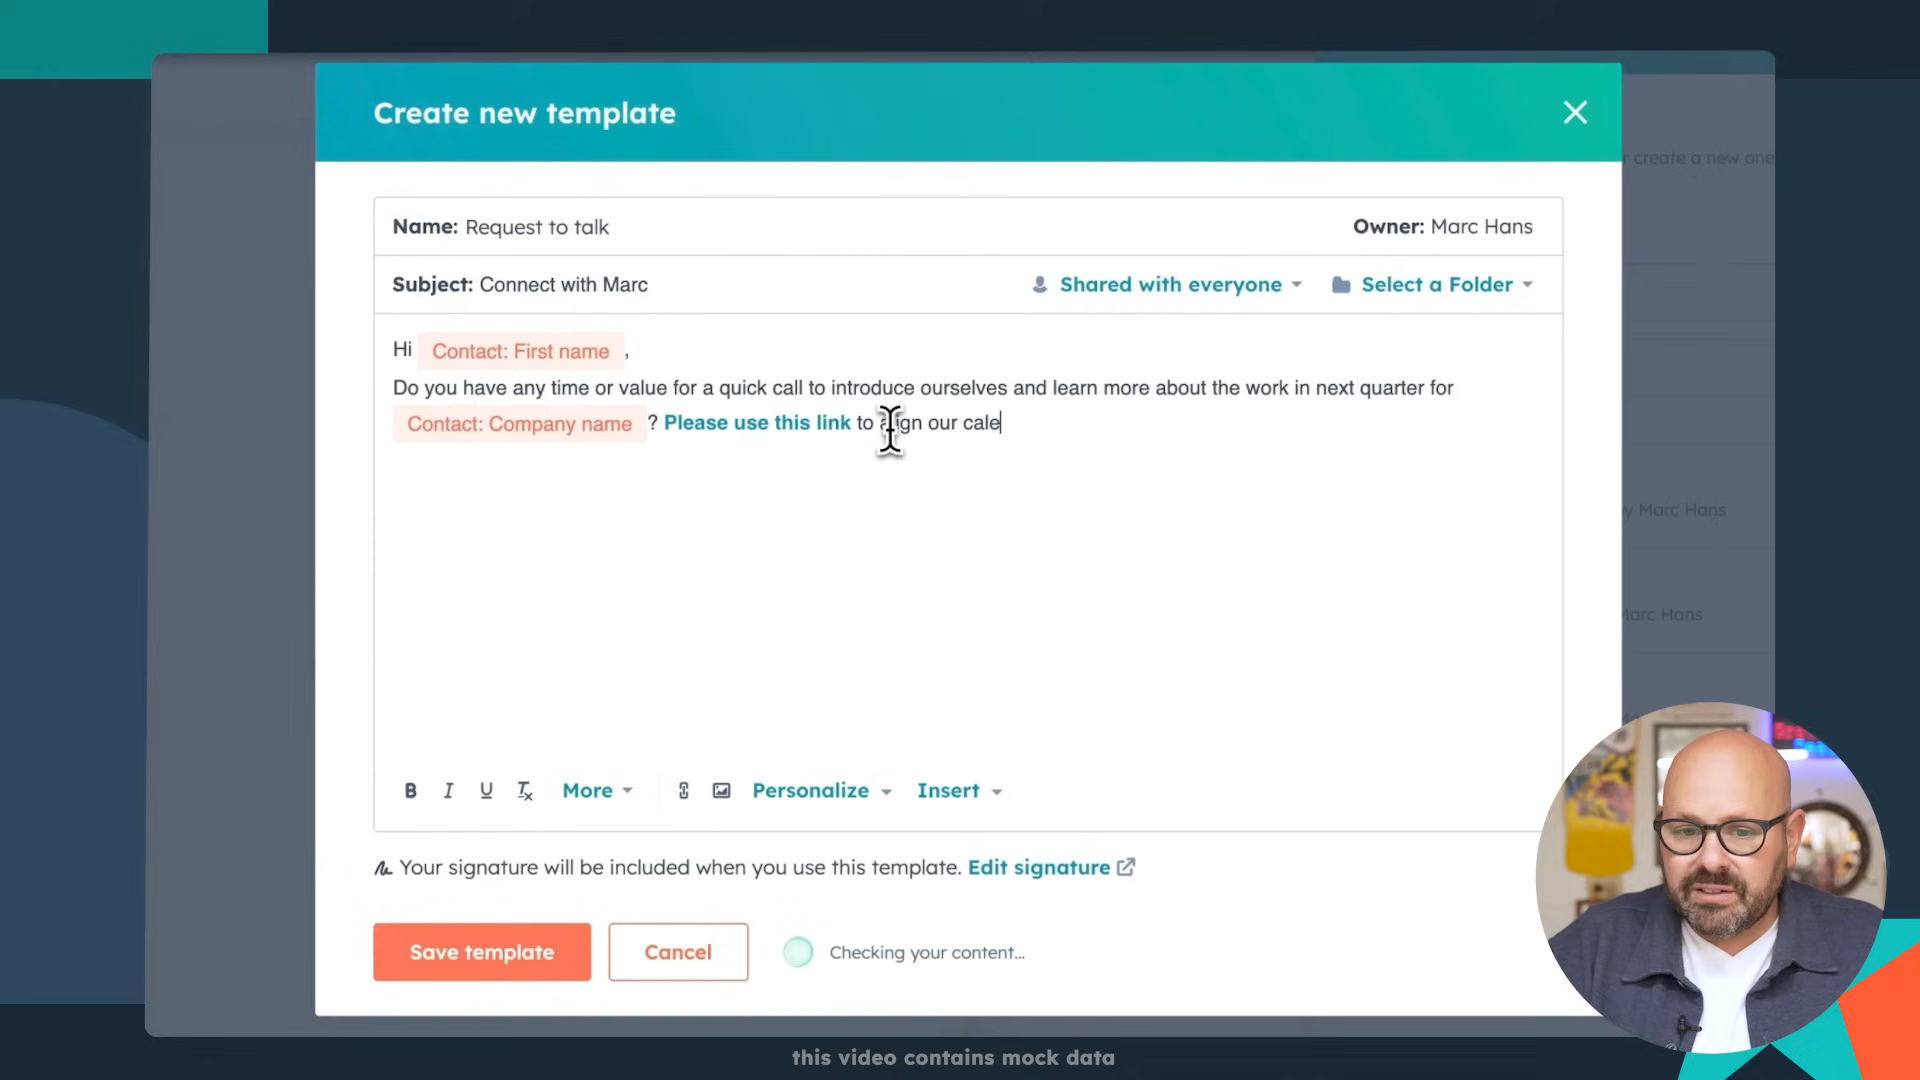 Create new template
r create a new one
Name: Request to talk
Owner: Marc Hans
Subject: Connect with Marc
Shared with everyone
Select a Folder
Hi Contact: First name ,
Do you have any time or value for a quick call to introduce ourselves and learn more about the work in next quarter for
Contact: Company name ? Please use this link to align our cale
y Marc Hans
Marc Hans
B I U Tx More Personalize Insert
Your signature will be included when you use this template. Edit signature
Save template
Cancel
Checking your content...
this video contains mock data